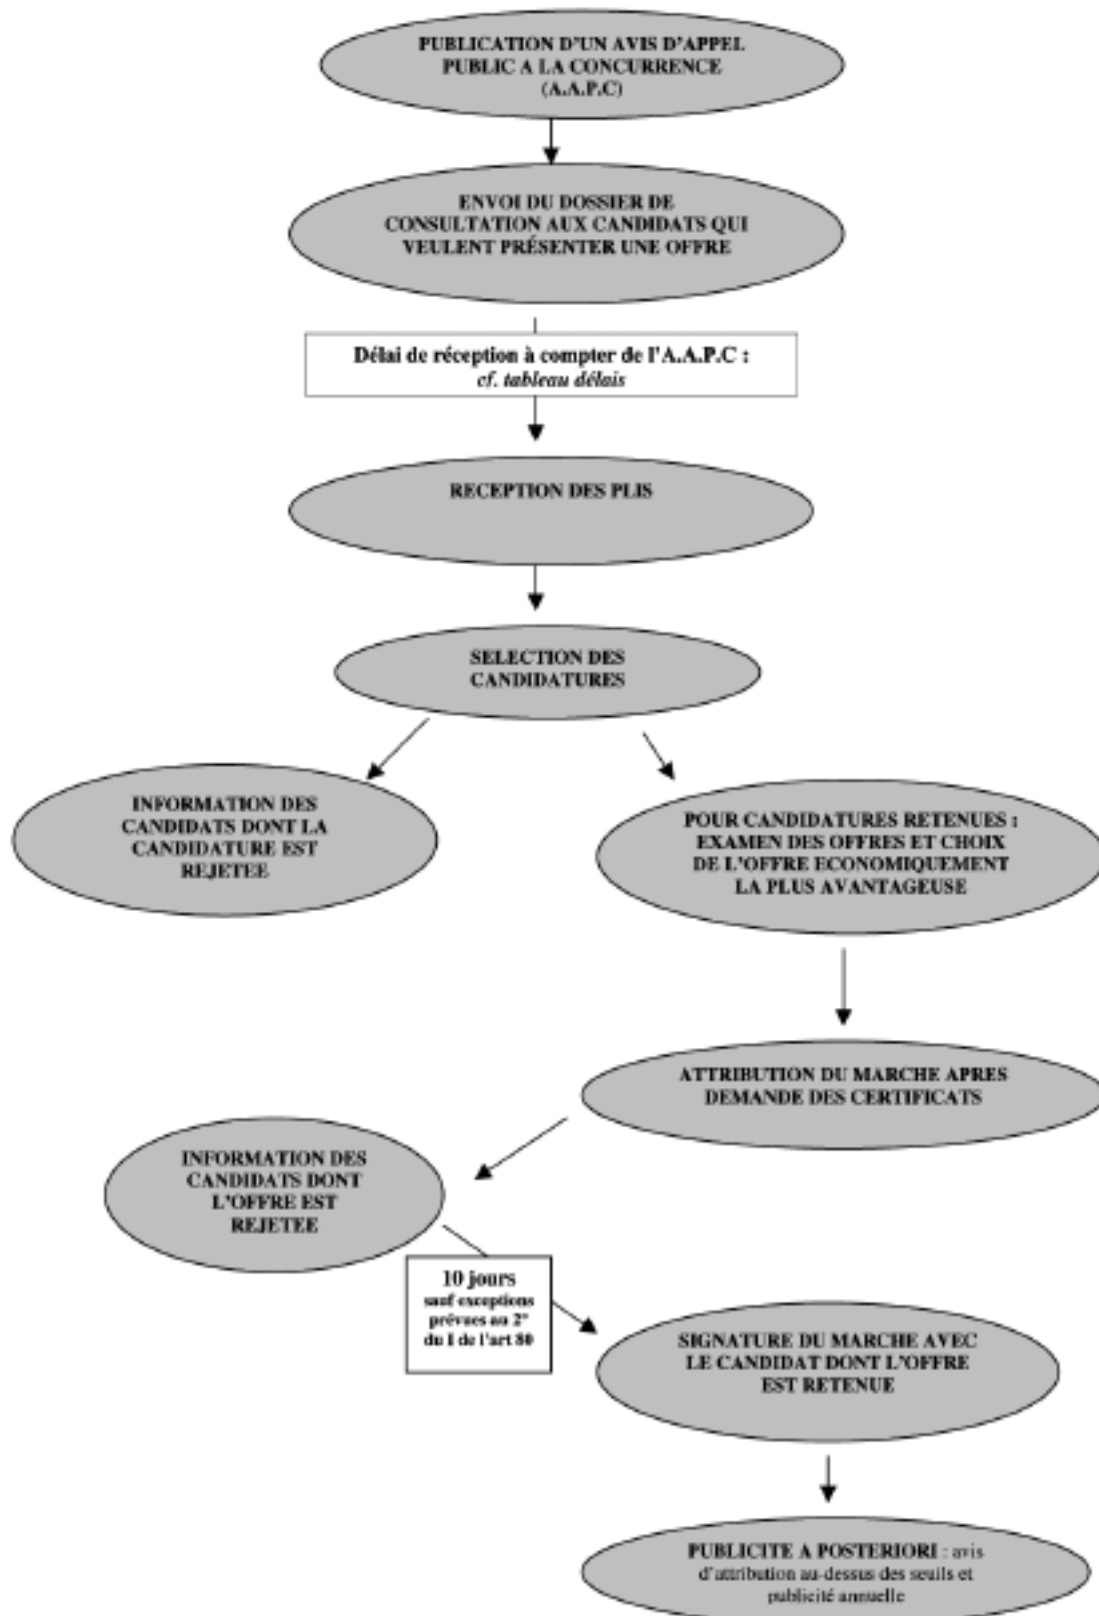 PUBLICATION D'UN AVIS D'APPEL
PUBLIC A LA CONCURRENCE
(A.A.P.C)
ENVOI DU DOSSIER DE
CONSULTATION AUX CANDIDATS QUI
VEULENT PRÉSENTER UNE OFFRE
Délai de réception à compter de l'A.A.P.C :
cf. tableau délais
RECEPTION DES PLIS
SELECTION DES
CANDIDATURES
INFORMATION DES
CANDIDATS DONT LA
CANDIDATURE EST
REJETEE
POUR CANDIDATURES RETENUES :
EXAMEN DES OFFRES ET CHOIX
DE L'OFFRE ECONOMIQUEMENT
LA PLUS AVANTAGEUSE
ATTRIBUTION DU MARCHE APRES
DEMANDE DES CERTIFICATS
INFORMATION DES
CANDIDATS DONT
L'OFFRE EST
REJETEE
10 jours
sauf exceptions
prévues au 2°
du I de l'art 80
SIGNATURE DU MARCHE AVEC
LE CANDIDAT DONT L'OFFRE
EST RETENUE
PUBLICITE A POSTERIORI : avis
d'attribution au-dessus des seuils et
publicité annuelle